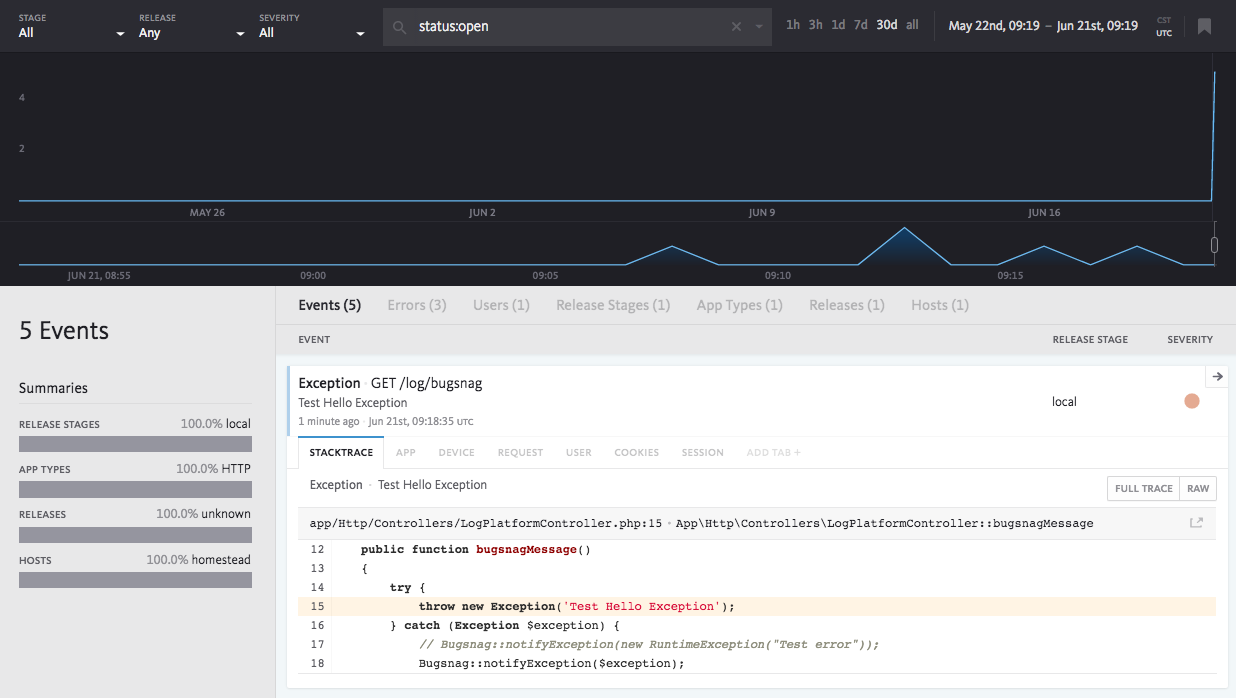 STAGE RELEASE SEVERITY
All Any All
status:open
1h 3h 1d 7d 30d all
May 22nd, 09:19 – Jun 21st, 09:19
CST
UTC
4
2
MAY 26 JUN 2 JUN 9 JUN 16
JUN 21, 08:55 09:00 09:05 09:10 09:15
5 Events
Summaries
RELEASE STAGES 100.0% local
APP TYPES 100.0% HTTP
RELEASES 100.0% unknown
HOSTS 100.0% homestead
Events (5) Errors (3) Users (1) Release Stages (1) App Types (1) Releases (1) Hosts (1)
EVENT RELEASE STAGE SEVERITY
Exception · GET /log/bugsnag
Test Hello Exception
1 minute ago · Jun 21st, 09:18:35 UTC
local
STACKTRACE APP DEVICE REQUEST USER COOKIES SESSION ADD TAB +
Exception · Test Hello Exception
FULL TRACE RAW
app/Http/Controllers/LogPlatformController.php:15 · App\Http\Controllers\LogPlatformController::bugsnagMessage
12 public function bugsnagMessage()
13 {
14 try {
15 throw new Exception('Test Hello Exception');
16 } catch (Exception $exception) {
17 // Bugsnag::notifyException(new RuntimeException("Test error"));
18 Bugsnag::notifyException($exception);